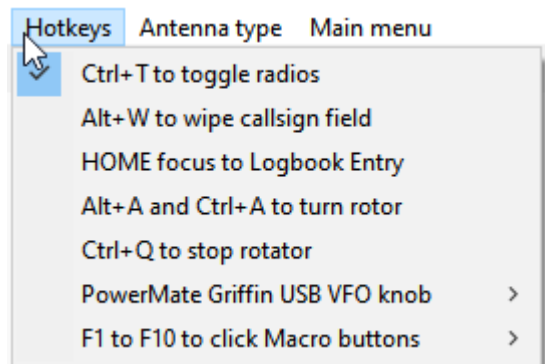 Hotkeys Antenna type Main menu
Ctrl+T to toggle radios
Alt+W to wipe callsign field
HOME focus to Logbook Entry
Alt+A and Ctrl+A to turn rotor
Ctrl+Q to stop rotator
PowerMate Griffin USB VFO knob
F1 to F10 to click Macro buttons